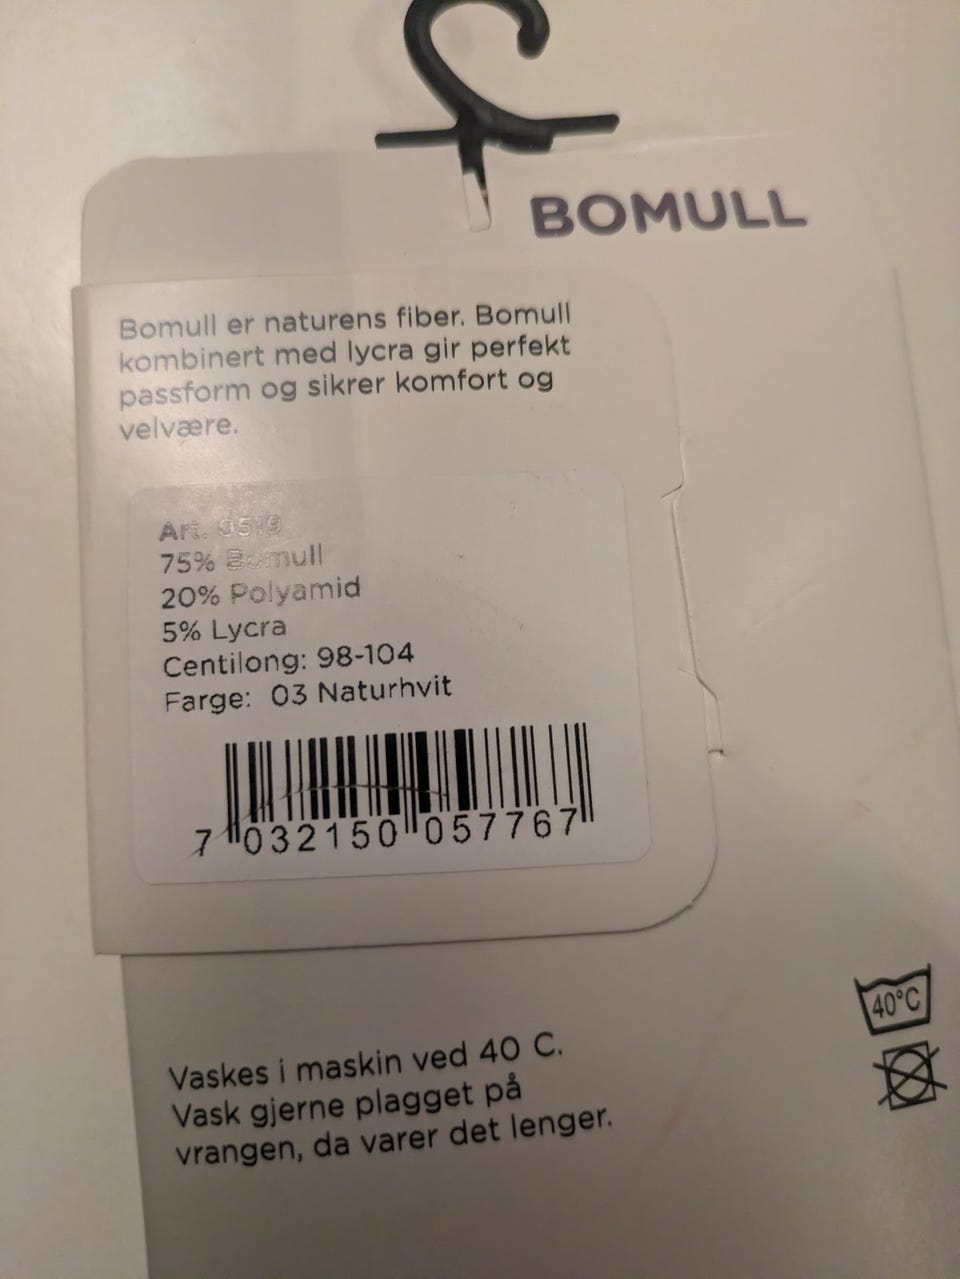 BOMULL
Bomull er naturens fiber. Bomull
kombinert med lycra gir perfekt
passform og sikrer komfort og
velvære.
Art. 0519
75% Bomull
20% Polyamid
5% Lycra
Centilong: 98-104
Farge: 03 Naturhvit
7 032150 057767
40°C
Vaskes i maskin ved 40 C.
Vask gjerne plagget på
vrangen, da varer det lenger.